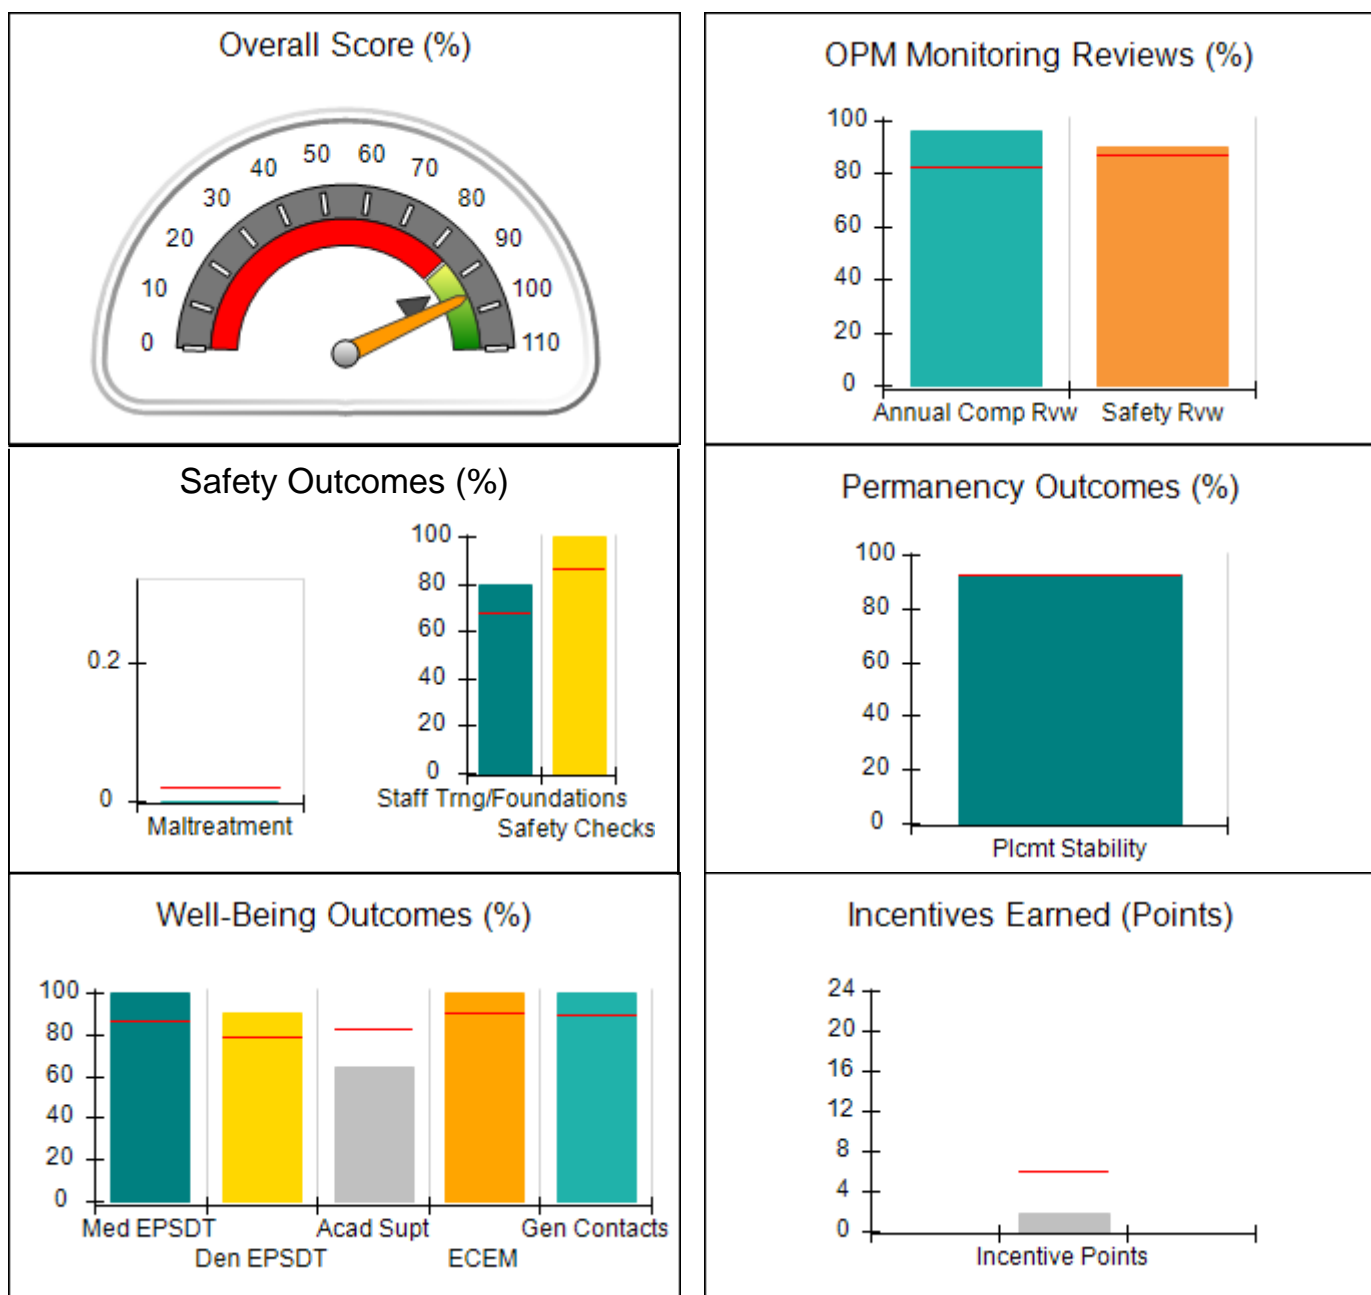 Overall Score (%)
0 10 20 30 40 50 60 70 80 90 100 110
OPM Monitoring Reviews (%)
100
80
60
40
20
0
Annual Comp Rvw Safety Rvw
Safety Outcomes (%)
0.2
0
Maltreatment
100
80
60
40
20
0
Staff Trng/Foundations
Safety Checks
Permanency Outcomes (%)
100
80
60
40
20
0
Plcmt Stability
Well-Being Outcomes (%)
100
80
60
40
20
0
Med EPSDT Acad Supt Gen Contacts
Den EPSDT ECEM
Incentives Earned (Points)
24
20
16
12
8
4
0
Incentive Points